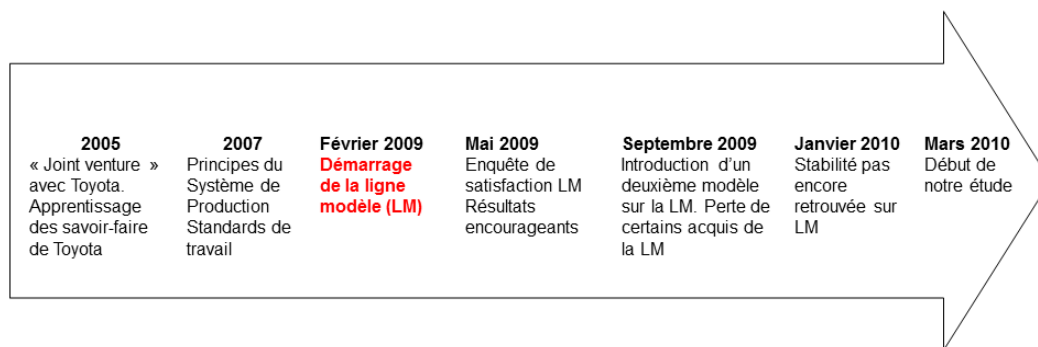 2005
« Joint venture »
avec Toyota.
Apprentissage
des savoir-faire
de Toyota
2007
Principes du
Système de
Production
Standards de
travail
Février 2009
Démarrage
de la ligne
modèle (LM)
Mai 2009
Enquête de
satisfaction LM
Résultats
encourageants
Septembre 2009
Introduction d’un
deuxième modèle
sur la LM. Perte de
certains acquis de
la LM
Janvier 2010
Stabilité pas
encore
retrouvée sur
LM
Mars 2010
Début de
notre étude